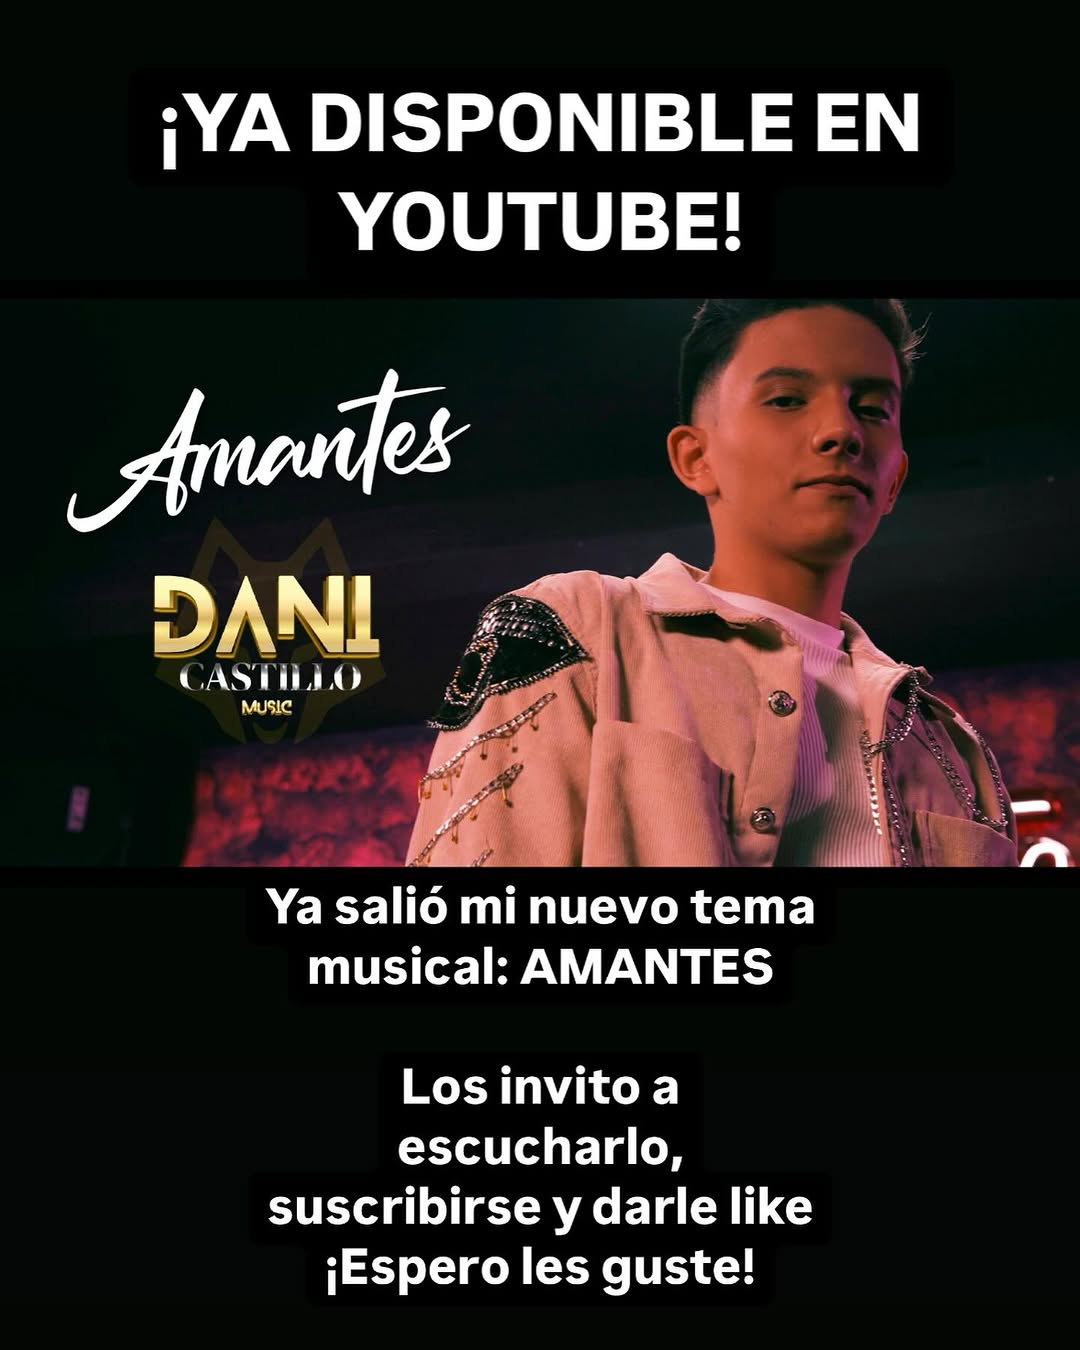 ¡YA DISPONIBLE EN
YOUTUBE!
Amantes
DANI
CASTILLO
MUSIC
Ya salió mi nuevo tema
musical: AMANTES
Los invito a
escucharlo,
suscribirse y darle like
¡Espero les guste!